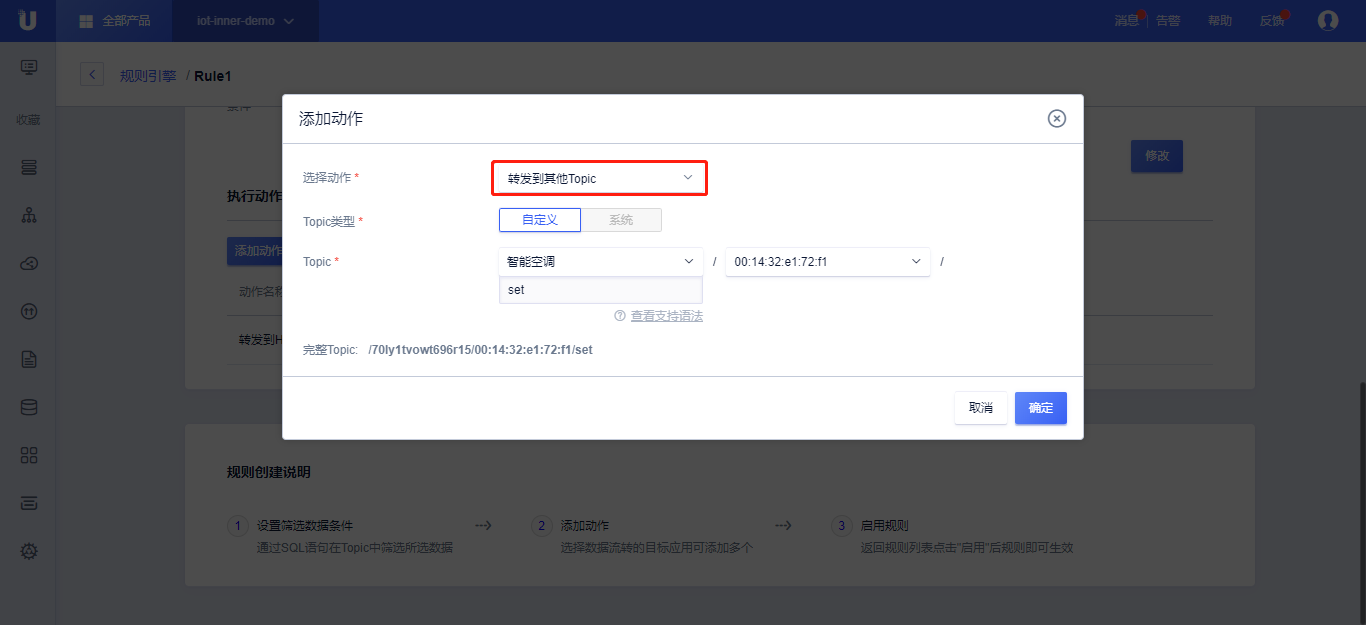 全部产品
iot-inner-demo
消息
告警
帮助
反馈
规则引擎 / Rule1
收藏
添加动作
修改
选择动作 *
转发到其他Topic
执行动作
Topic类型 *
自定义
系统
添加动作
Topic *
智能空调 / 00:14:32:e1:72:f1 /
set
动作名称
查看支持语法
转发到H
完整Topic: /70ly1tvowt696r15/00:14:32:e1:72:f1/set
取消
确定
规则创建说明
1 设置筛选数据条件
通过SQL语句在Topic中筛选所选数据
2 添加动作
选择数据流转的目标应用可添加多个
3 启用规则
返回规则列表点击"启用"后规则即可生效